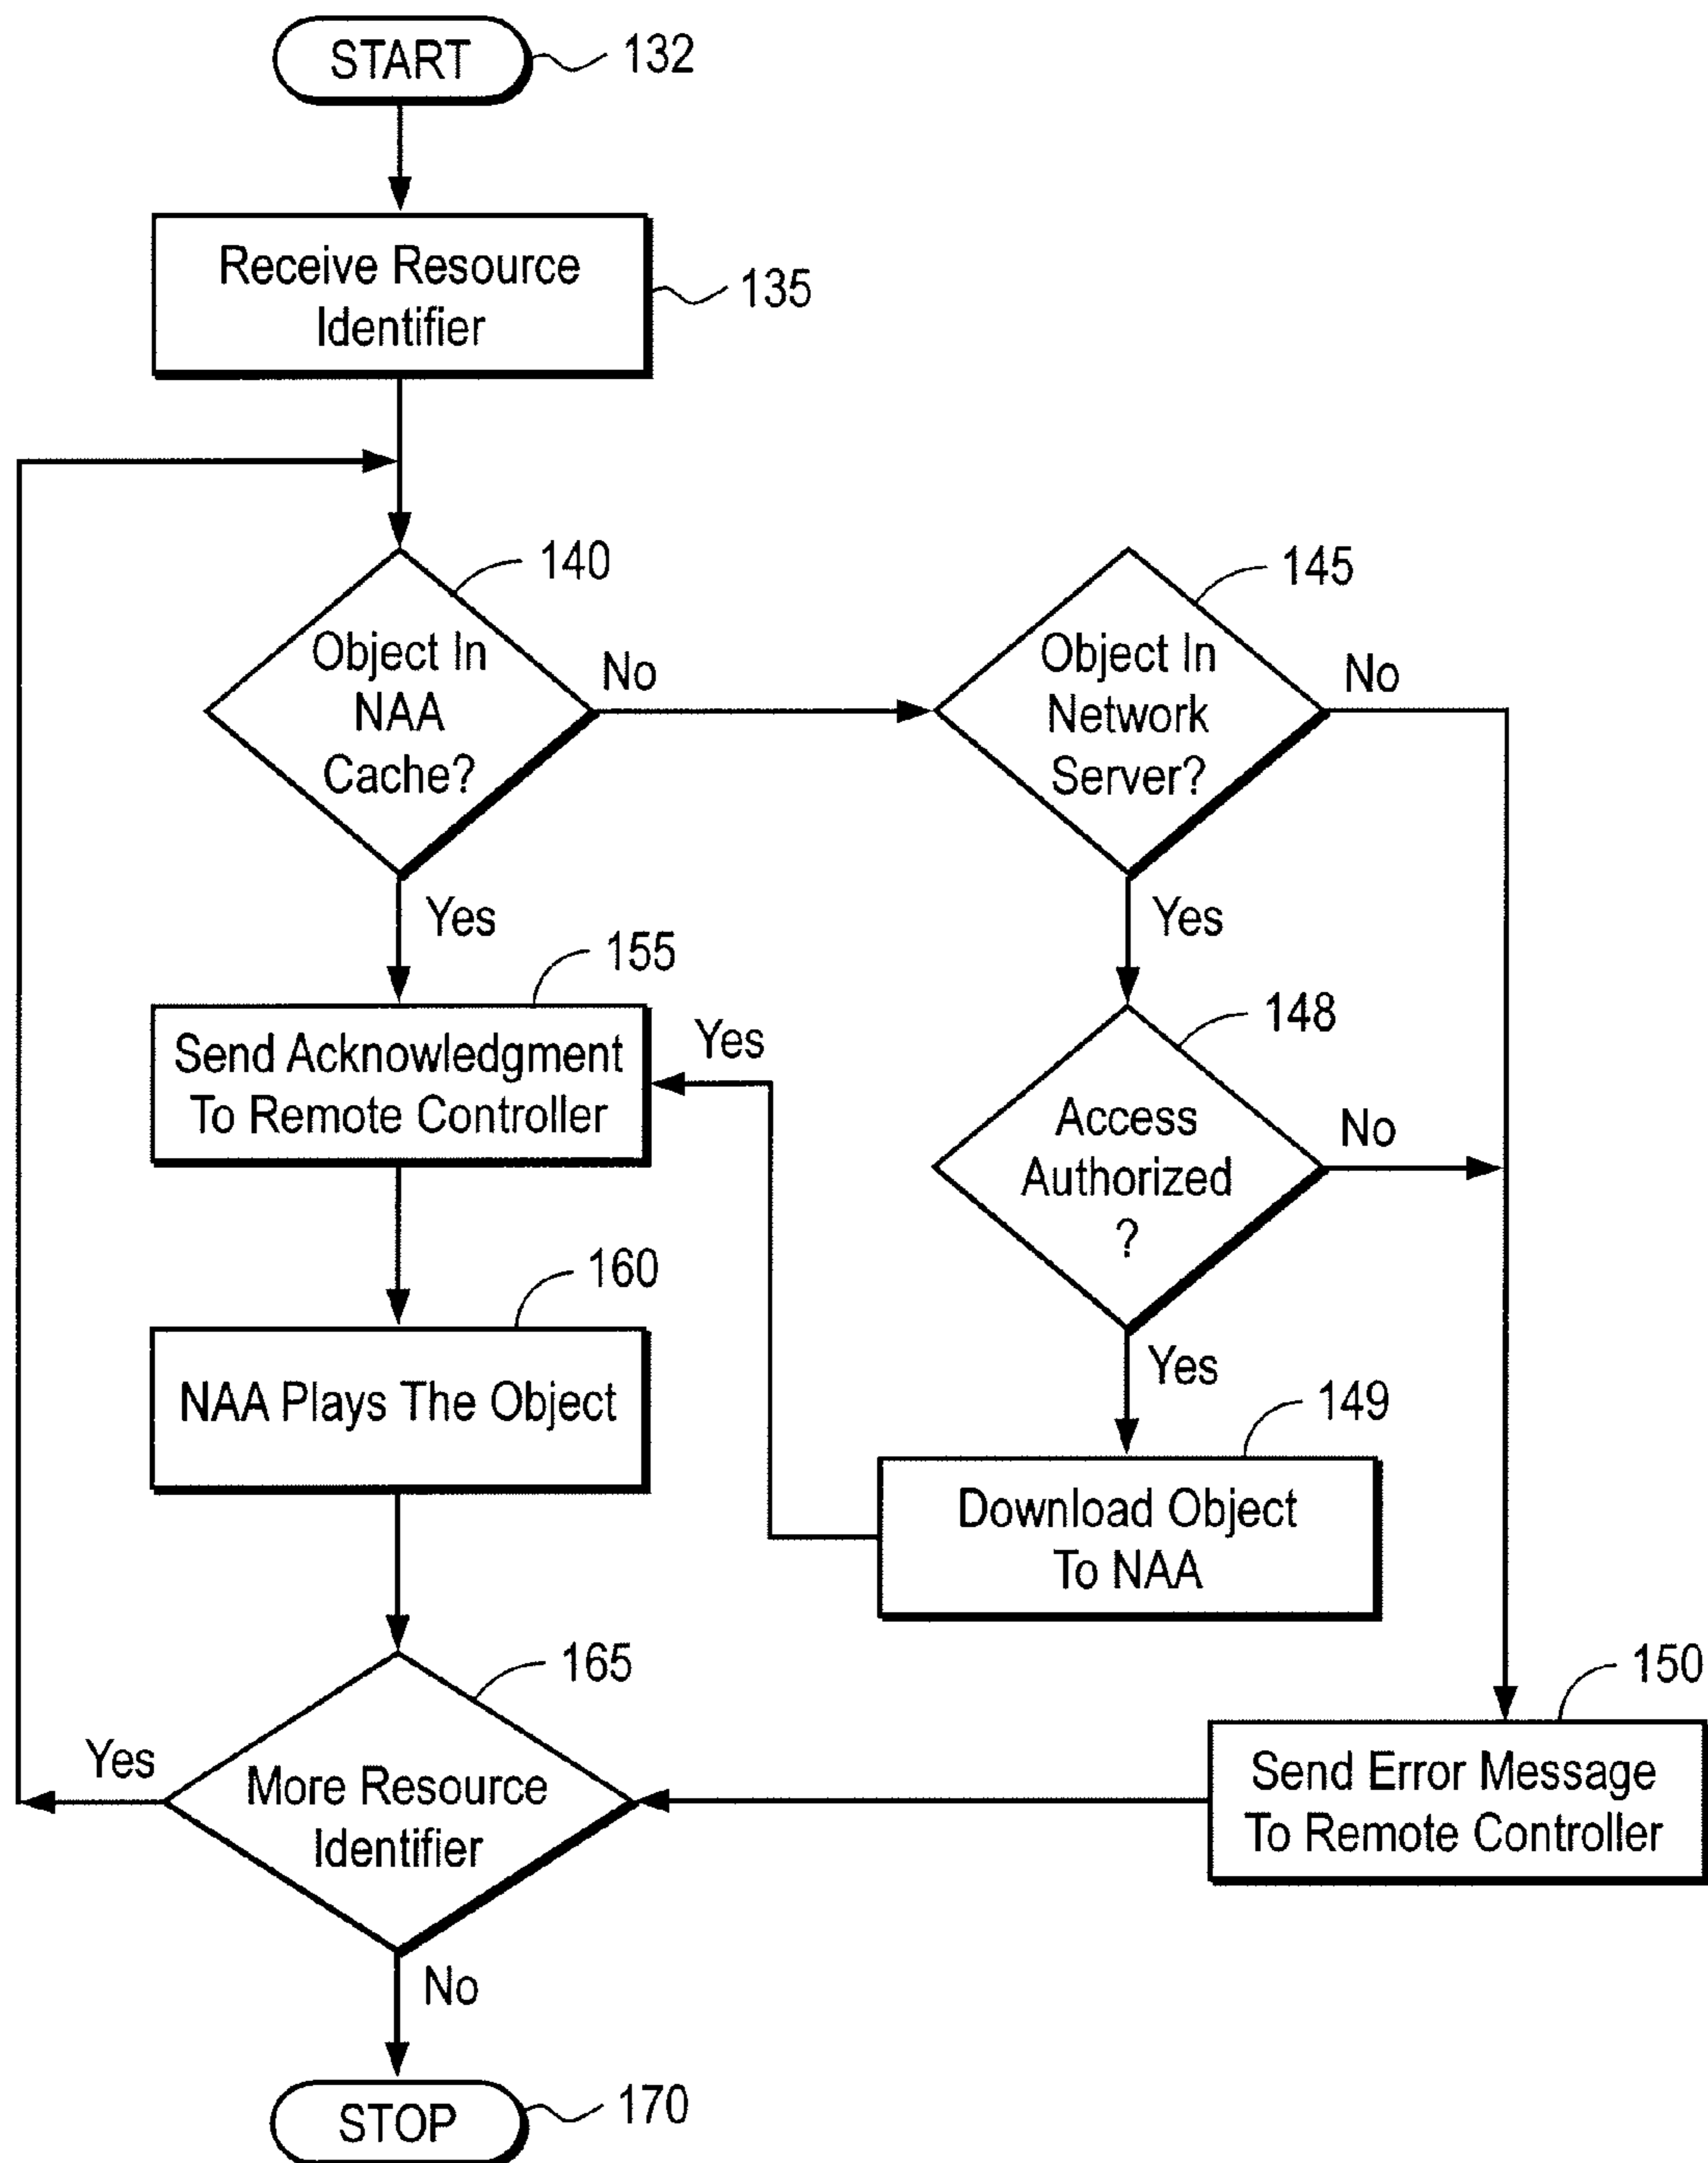 START
132
Receive Resource
Identifier
135
140
Object In
NAA
Cache?
No
Yes
145
Object In
Network
Server?
No
Yes
155
Send Acknowledgment
To Remote Controller
Yes
148
Access
Authorized
?
No
Yes
160
NAA Plays The Object
149
Download Object
To NAA
165
More Resource
Identifier
Yes
No
150
Send Error Message
To Remote Controller
STOP
170